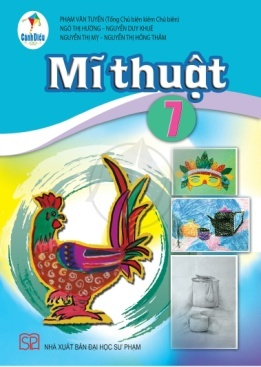 Cánh Diều
PHẠM VĂN TUYẾN (Tổng Chủ biên kiêm Chủ biên)
NGÔ THỊ HƯỜNG - NGUYỄN DUY KHUÊ
NGUYỄN THỊ MY - NGUYỄN THỊ HỒNG THẮM
Mĩ thuật
7
NHÀ XUẤT BẢN ĐẠI HỌC SƯ PHẠM